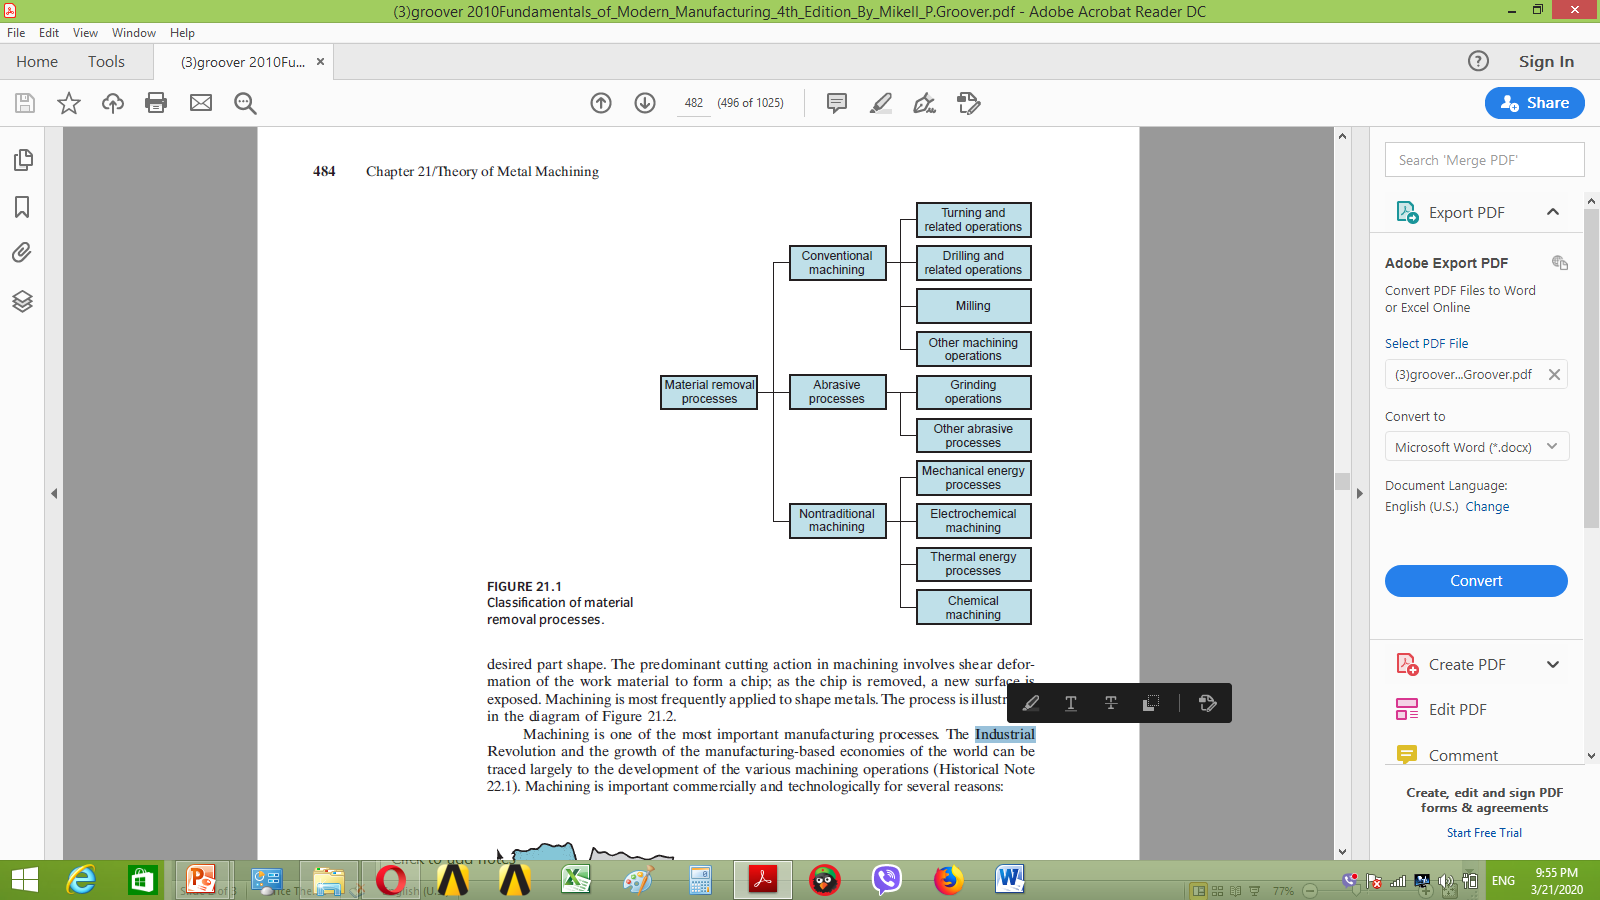 (3)groover 2010Fundamentals_of_Modern_Manufacturing_4th_Edition_By_Mikell_P.Groover.pdf - Adobe Acrobat Reader DC
File Edit View Window Help
Home Tools (3)groover 2010Fu... × Sign In
482 (496 of 1025) Share
484 Chapter 21/Theory of Metal Machining
Turning and
related operations
Conventional
machining
Drilling and
related operations
Milling
Other machining
operations
Material removal
processes
Abrasive
processes
Grinding
operations
Other abrasive
processes
Mechanical energy
processes
Nontraditional
machining
Electrochemical
machining
Thermal energy
processes
Chemical
machining
FIGURE 21.1
Classification of material
removal processes.
desired part shape. The predominant cutting action in machining involves shear defor-
mation of the work material to form a chip; as the chip is removed, a new surface is
exposed. Machining is most frequently applied to shape metals. The process is illustr
in the diagram of Figure 21.2.
Machining is one of the most important manufacturing processes. The Industrial
Revolution and the growth of the manufacturing-based economies of the world can be
traced largely to the development of the various machining operations (Historical Note
22.1). Machining is important commercially and technologically for several reasons:
Search 'Merge PDF'
Export PDF
Adobe Export PDF
Convert PDF Files to Word
or Excel Online
Select PDF File
(3)groover...Groover.pdf
Convert to
Microsoft Word (*.docx)
Document Language:
English (U.S.) Change
Convert
Create PDF
Edit PDF
Comment
Create, edit and sign PDF
forms & agreements
Start Free Trial
Click to add notes
77%
ENG
9:55 PM
3/21/2020